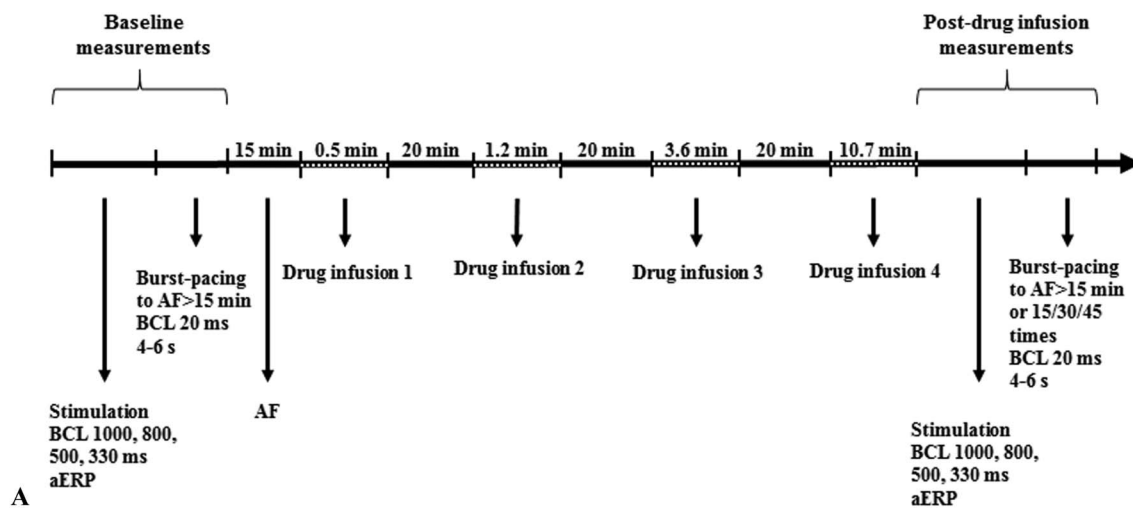 Baseline
measurements
Post-drug infusion
measurements
15 min
0.5 min
20 min
1.2 min
20 min
3.6 min
20 min
10.7 min
Drug infusion 1
Drug infusion 2
Drug infusion 3
Drug infusion 4
Burst-pacing
to AF>15 min
BCL 20 ms
4-6 s
Burst-pacing
to AF>15 min
or 15/30/45
times
BCL 20 ms
4-6 s
Stimulation
BCL 1000, 800,
500, 330 ms
aERP
AF
Stimulation
BCL 1000, 800,
500, 330 ms
aERP
A